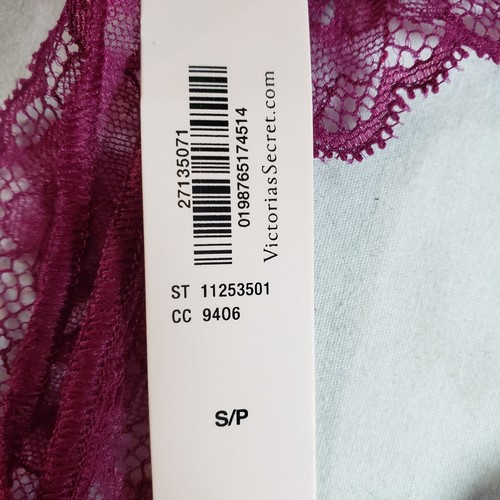 27135071
0198765174514
VictoriasSecret.com
ST 11253501
CC 9406
S/P